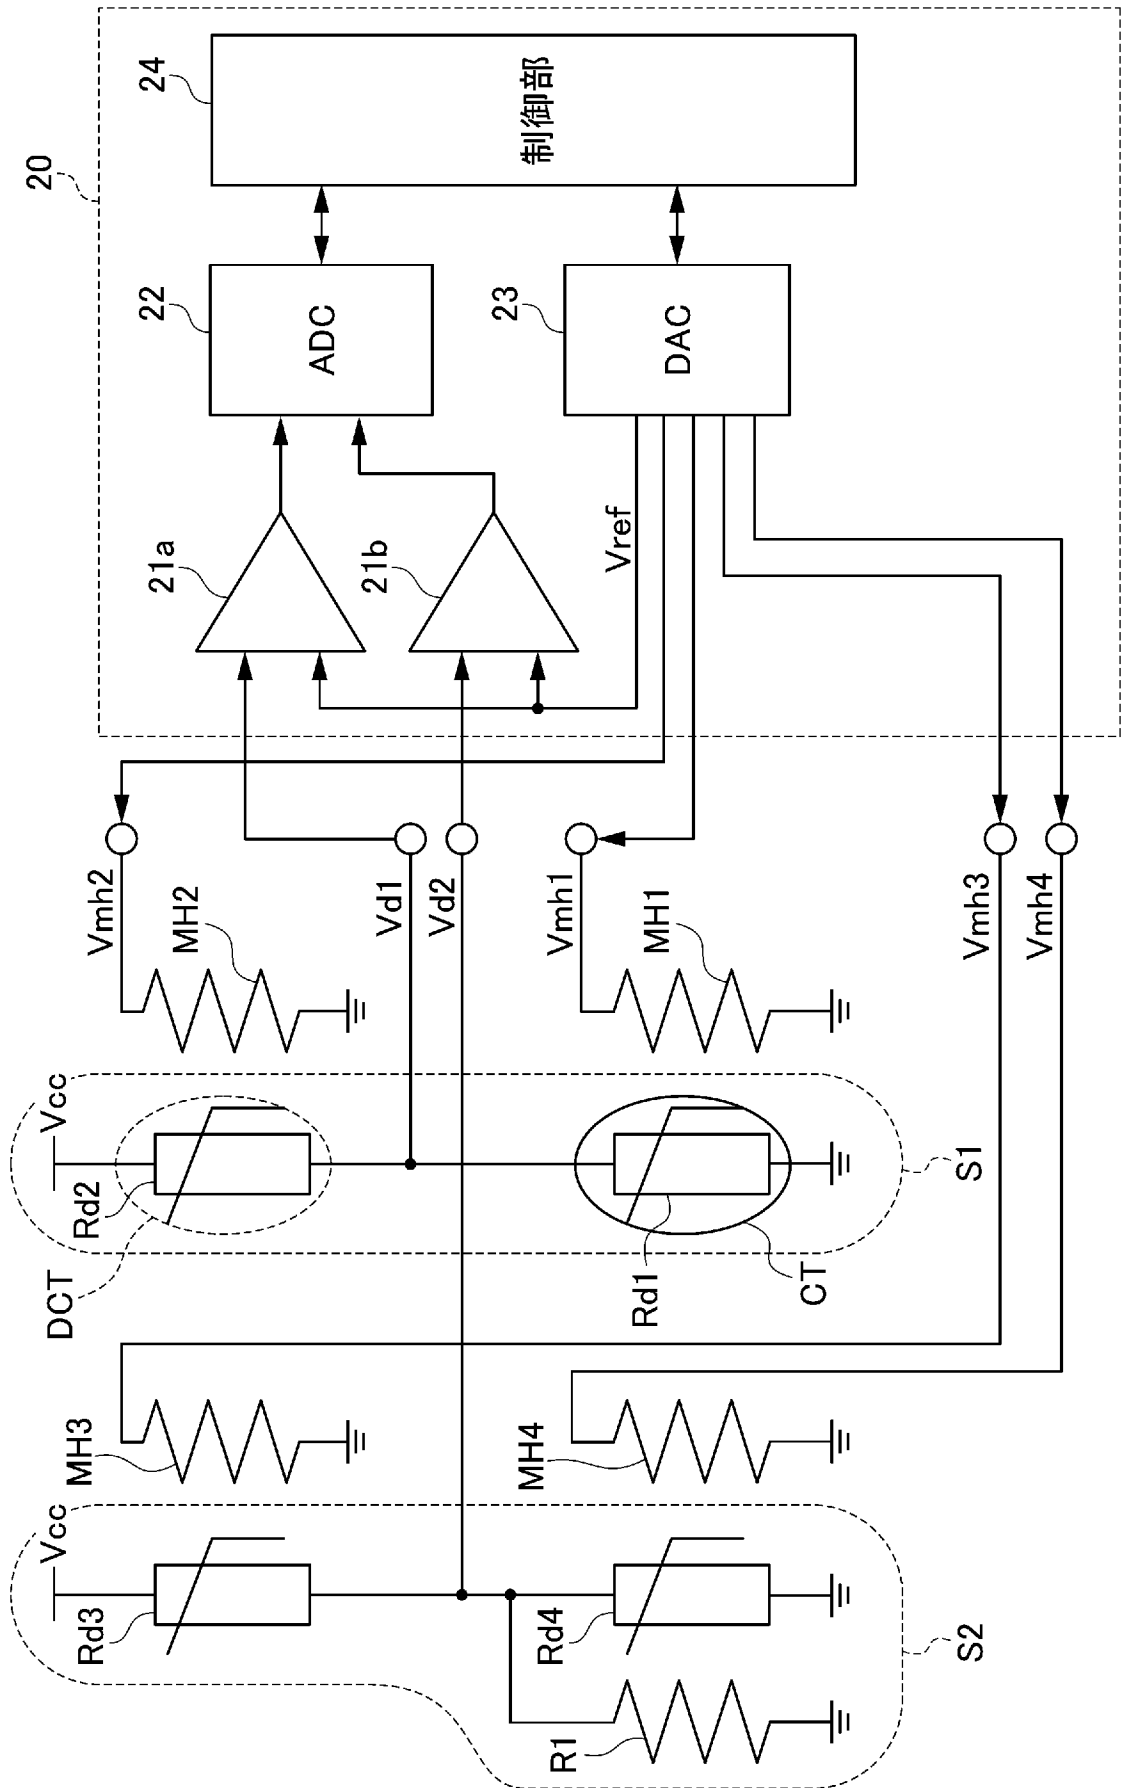 20
24
制御部
22
ADC
23
DAC
21a
21b
Vref
Vmh2
Vd1
Vd2
Vmh1
Vmh3
Vmh4
MH2
MH1
Vcc
Rd2
DCT
Rd1
CT
S1
MH3
MH4
Vcc
Rd3
Rd4
R1
S2